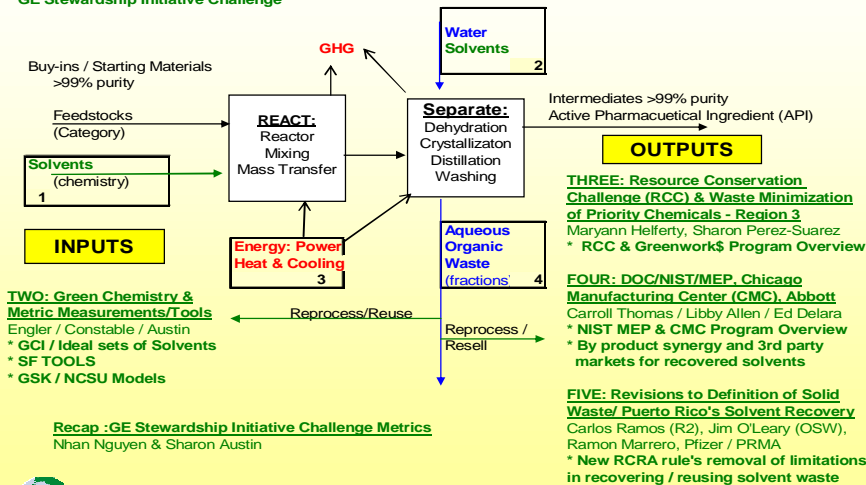 GE Stewardship Initiative Challenge
GHG
Water
Solvents
2
Buy-ins / Starting Materials
>99% purity
Feedstocks
(Category)
REACT:
Reactor
Mixing
Mass Transfer
Separate:
Dehydration
Crystallizaton
Distillation
Washing
Intermediates >99% purity
Active Pharmacuetical Ingredient (API)
OUTPUTS
Solvents
(chemistry)
1
INPUTS
Energy: Power
Heat & Cooling
3
Aqueous
Organic
Waste
(fractions)
4
THREE: Resource Conservation
Challenge (RCC) & Waste Minimization
of Priority Chemicals - Region 3
Maryann Helferty, Sharon Perez-Suarez
* RCC & Greenwork$ Program Overview
TWO: Green Chemistry &
Metric Measurements/Tools
Engler / Constable / Austin
* GCI / Ideal sets of Solvents
* SF TOOLS
* GSK / NCSU Models
Reprocess/Reuse
Reprocess /
Resell
FOUR: DOC/NIST/MEP, Chicago
Manufacturing Center (CMC), Abbott
Carroll Thomas / Libby Allen / Ed Delara
* NIST MEP & CMC Program Overview
* By product synergy and 3rd party
markets for recovered solvents
Recap :GE Stewardship Initiative Challenge Metrics
Nhan Nguyen & Sharon Austin
FIVE: Revisions to Definition of Solid
Waste/ Puerto Rico's Solvent Recovery
Carlos Ramos (R2), Jim O'Leary (OSW),
Ramon Marrero, Pfizer / PRMA
* New RCRA rule's removal of limitations
in recovering / reusing solvent waste